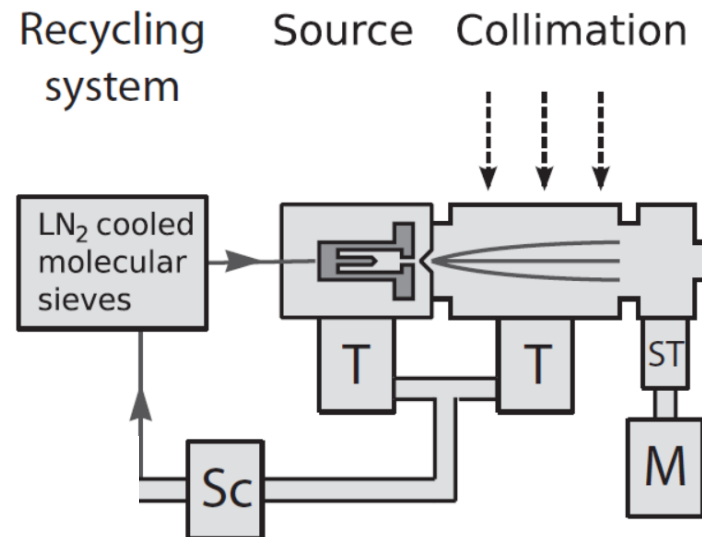 Recycling
system
Source
Collimation
LN₂ cooled
molecular
sieves
T
T
ST
Sc
M